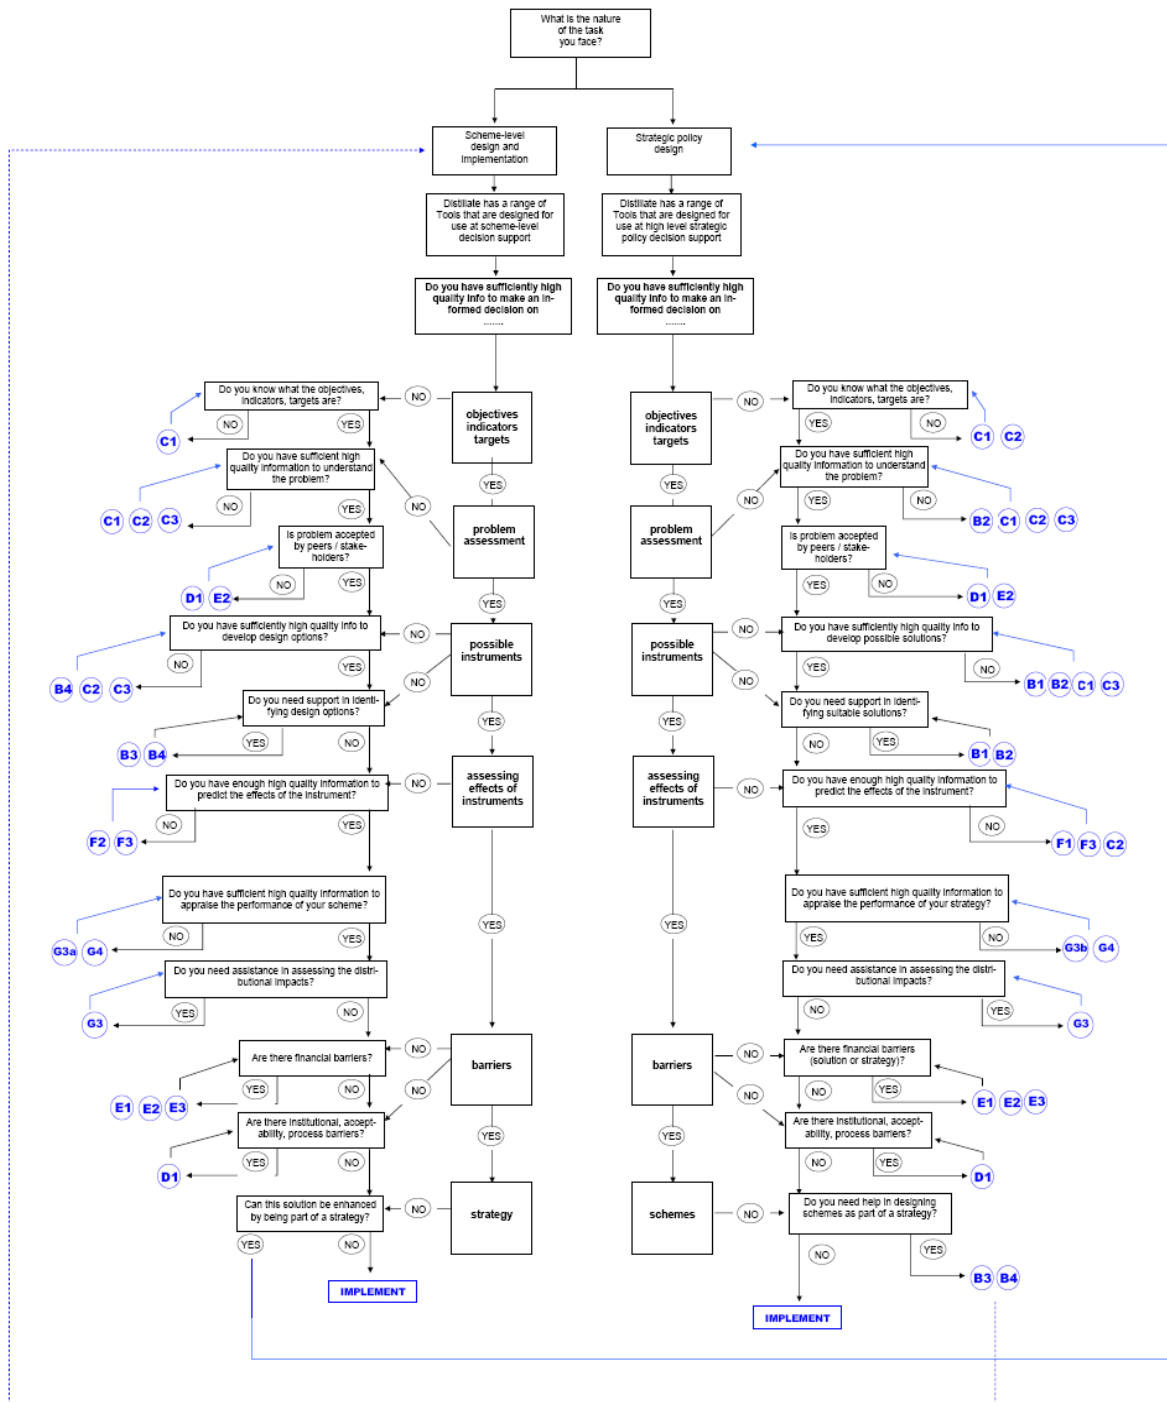 What is the nature
of the task
you face?
Scheme-level
design and
implementation
Strategic policy
design
Distillate has a range of
Tools that are designed for
use at scheme-level
decision support
Distillate has a range of
Tools that are designed for
use at high level strategic
policy decision support
Do you have sufficiently high
quality info to make an in-
formed decision on
........
Do you have sufficiently high
quality info to make an in-
formed decision on
........
Do you know what the objectives,
indicators, targets are?
NO
NO
YES
C1
objectives
indicators
targets
YES
objectives
indicators
targets
YES
NO
Do you know what the objectives,
indicators, targets are?
YES
NO
C1 C2
Do you have sufficient high
quality information to understand
the problem?
NO
YES
NO
C1 C2 C3
problem
assessment
YES
problem
assessment
YES
NO
Do you have sufficient high
quality information to understand
the problem?
YES
NO
B2 C1 C2 C3
Is problem accepted
by peers / stake-
holders?
NO
YES
D1 E2
Is problem accepted
by peers / stake-
holders?
YES
NO
D1 E2
Do you have sufficiently high quality info to
develop design options?
NO
NO
YES
B4 C2 C3
possible
instruments
NO
YES
possible
instruments
YES
NO
NO
Do you have sufficiently high quality info to
develop possible solutions?
YES
NO
B1 B2 C1 C3
Do you need support in identi-
fying design options?
YES
NO
B3 B4
Do you need support in identi-
fying suitable solutions?
NO
YES
B1 B2
Do you have enough high quality information to
predict the effects of the instrument?
NO
NO
YES
F2 F3
assessing
effects of
instruments
YES
assessing
effects of
instruments
YES
NO
Do you have enough high quality information to
predict the effects of the instrument?
YES
NO
F1 F3 C2
Do you have sufficient high quality information to
appraise the performance of your scheme?
NO
YES
G3a G4
Do you have sufficient high quality information to
appraise the performance of your strategy?
YES
NO
G3b G4
Do you need assistance in assessing the distri-
butional impacts?
YES
NO
G3
Do you need assistance in assessing the distri-
butional impacts?
NO
YES
G3
Are there financial barriers?
NO
YES
NO
E1 E2 E3
barriers
NO
YES
barriers
YES
NO
NO
Are there financial barriers
(solution or strategy)?
NO
YES
E1 E2 E3
Are there institutional, accept-
ability, process barriers?
YES
NO
D1
Are there institutional, accept-
ability, process barriers?
NO
YES
D1
Can this solution be enhanced
by being part of a strategy?
NO
YES
NO
strategy
schemes
NO
Do you need help in designing
schemes as part of a strategy?
NO
YES
B3 B4
IMPLEMENT
IMPLEMENT